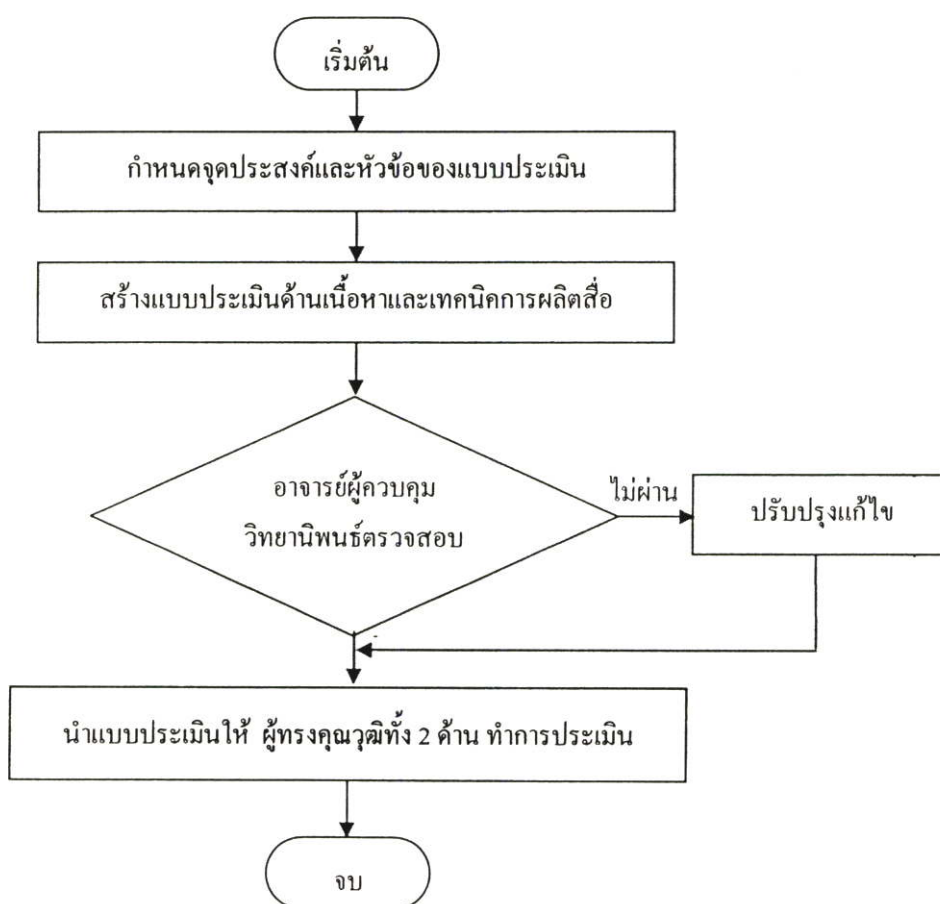 เริ่มต้น
กำหนดจุดประสงค์และหัวข้อของแบบประเมิน
สร้างแบบประเมินด้านเนื้อหาและเทคนิคการผลิตสื่อ
อาจารย์ผู้ควบคุม
วิทยานิพนธ์ตรวจสอบ
ไม่ผ่าน
ปรับปรุงแก้ไข
นำแบบประเมินให้ ผู้ทรงคุณวุฒิทั้ง 2 ด้าน ทำการประเมิน
จบ